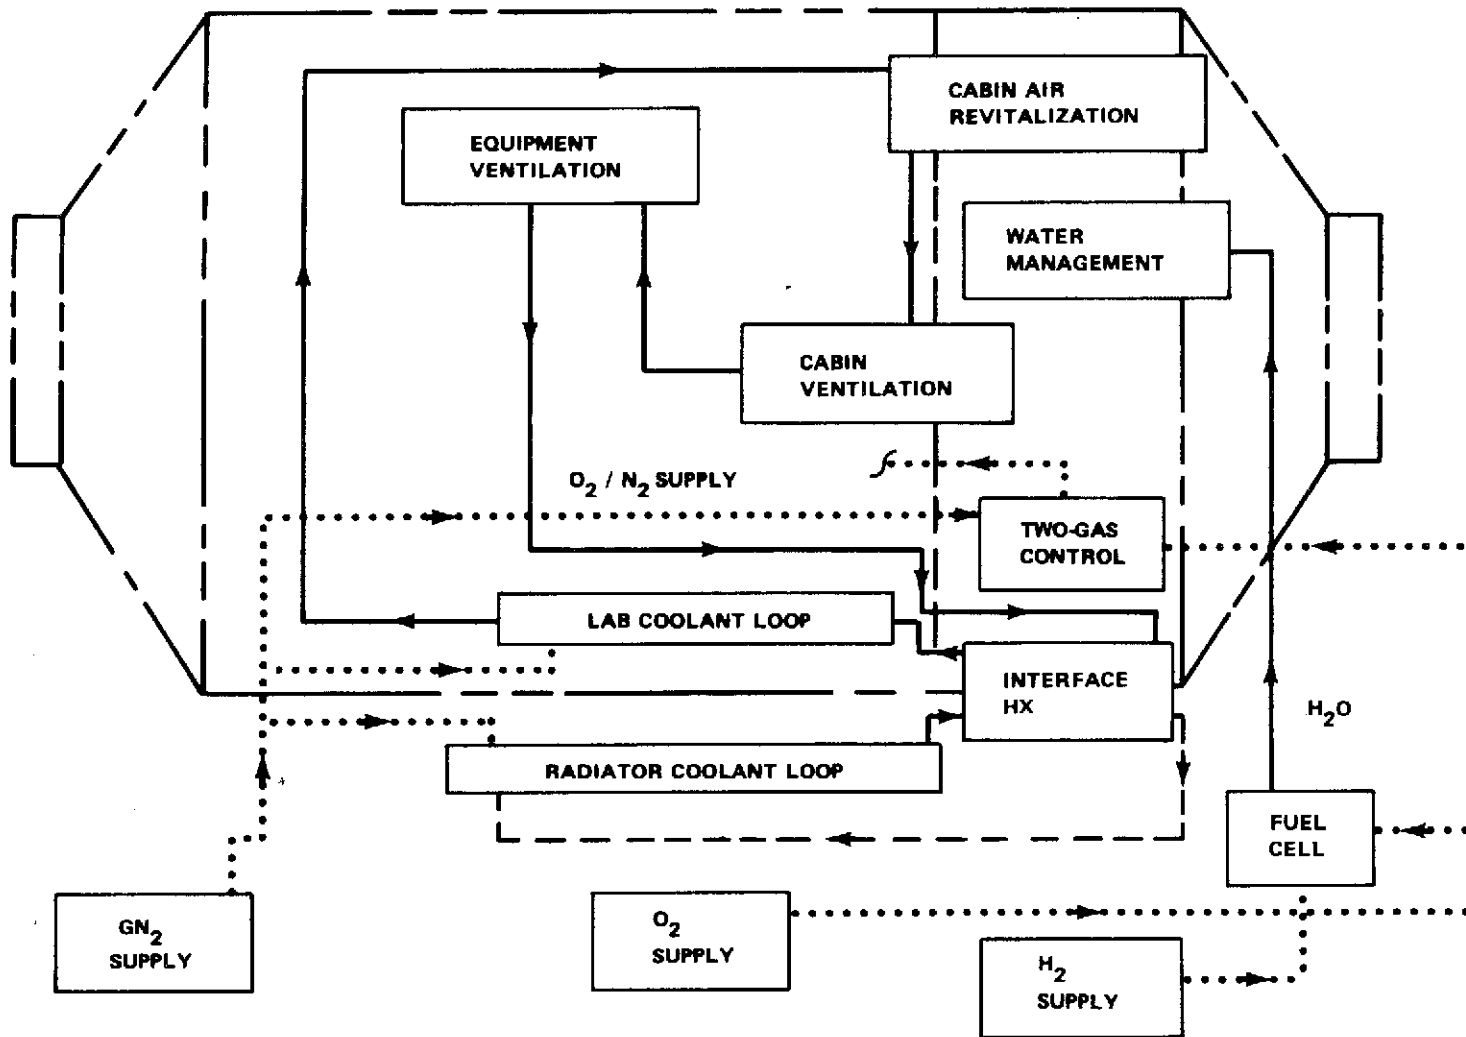 CABIN AIR
REVITALIZATION
EQUIPMENT
VENTILATION
WATER
MANAGEMENT
CABIN
VENTILATION
O₂ / N₂ SUPPLY
TWO-GAS
CONTROL
LAB COOLANT LOOP
INTERFACE
HX
H₂O
RADIATOR COOLANT LOOP
FUEL
CELL
GN₂
SUPPLY
O₂
SUPPLY
H₂
SUPPLY